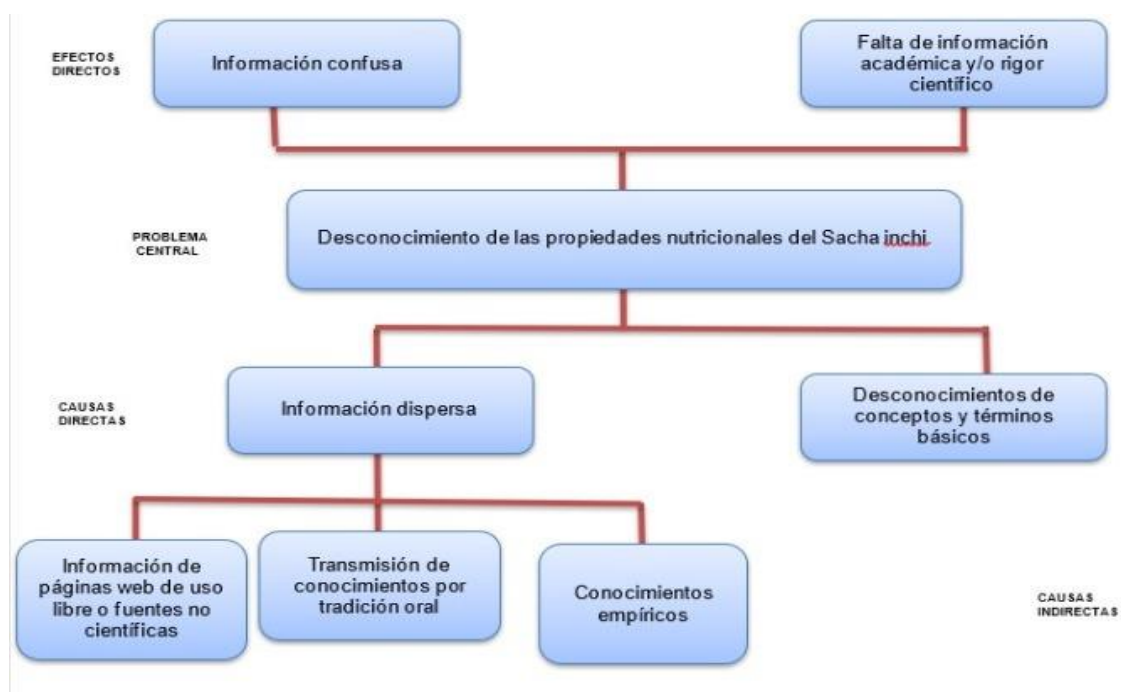 EFECTOS
DIRECTOS
Información confusa
Falta de información
académica y/o rigor
científico
PROBLEMA
CENTRAL
Desconocimiento de las propiedades nutricionales del Sacha inchi
CAUSAS
DIRECTAS
Información dispersa
Desconocimientos de
conceptos y términos
básicos
Información de
páginas web de uso
libre o fuentes no
científicas
Transmisión de
conocimientos por
tradición oral
Conocimientos
empíricos
CAUSAS
INDIRECTAS